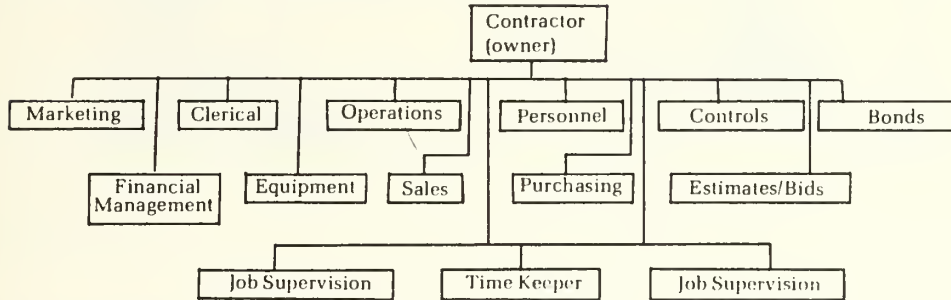 Contractor
(owner)
Marketing
Clerical
Operations
Personnel
Controls
Bonds
Financial
Management
Equipment
Sales
Purchasing
Estimates/Bids
Job Supervision
Time Keeper
Job Supervision